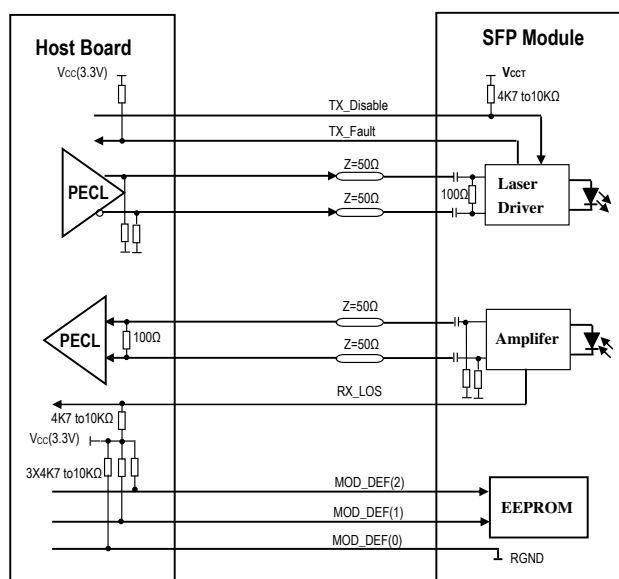 Host Board
SFP Module
VCC(3.3V)
VCCT
4K7 to10KΩ
TX_Disable
TX_Fault
Z=50Ω
PECL
100Ω
Laser
Driver
Z=50Ω
Z=50Ω
PECL
100Ω
Amplifer
Z=50Ω
RX_LOS
4K7 to10KΩ
VCC(3.3V)
3X4K7 to10KΩ
MOD_DEF(2)
EEPROM
MOD_DEF(1)
MOD_DEF(0)
RGND